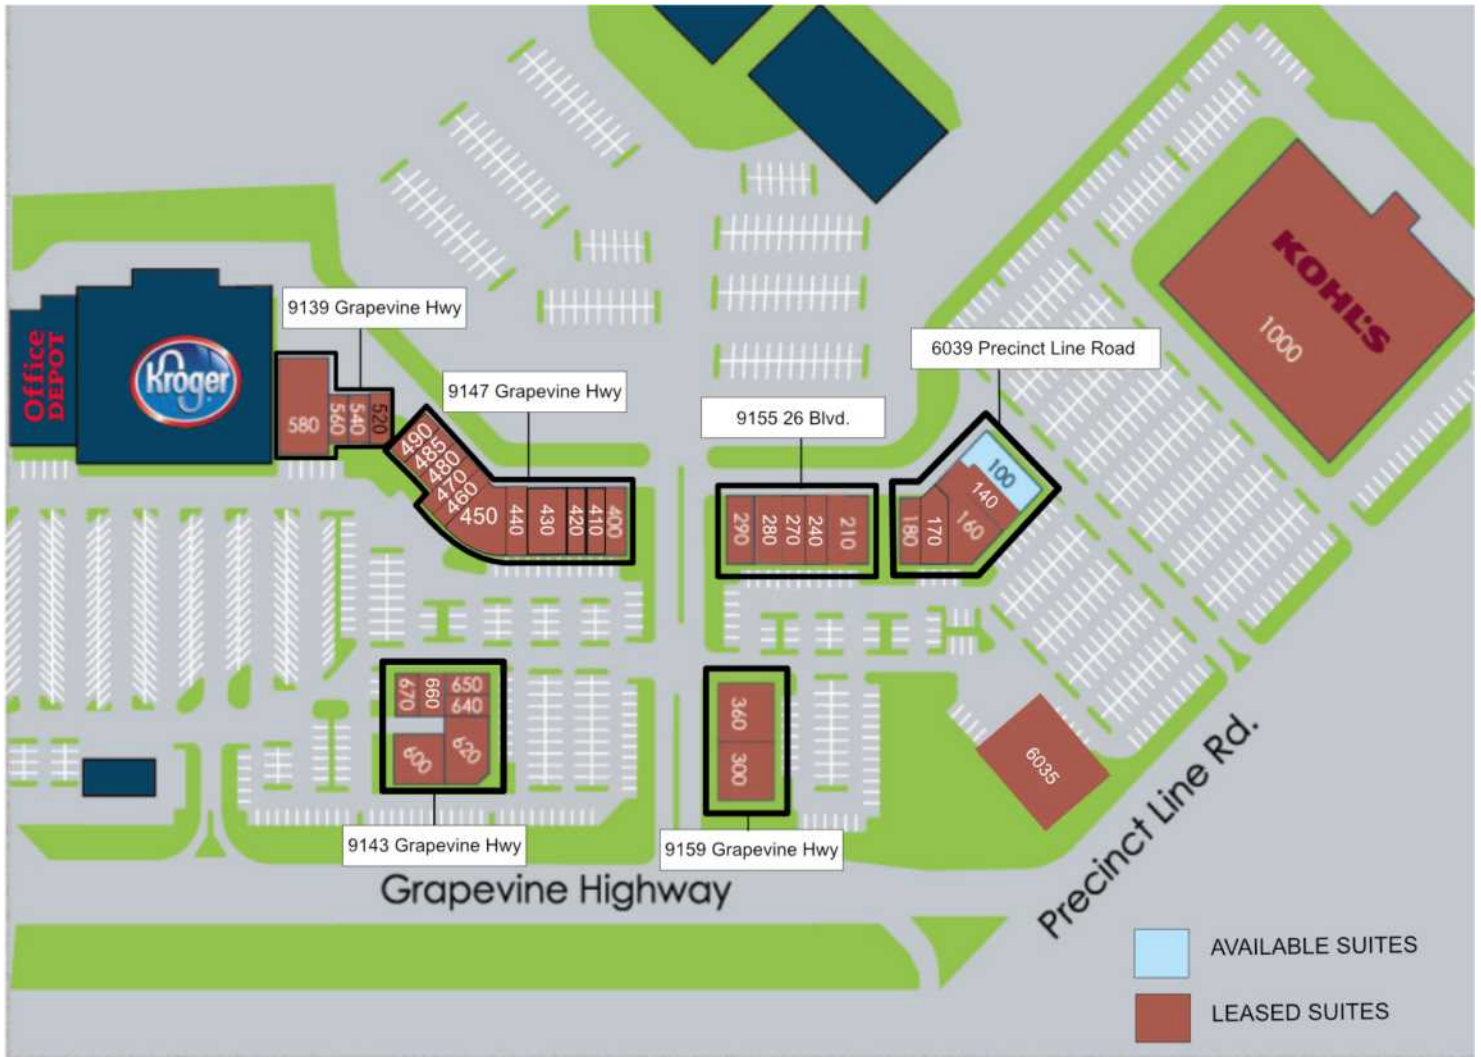 KOHL'S
1000
9139 Grapevine Hwy
Office
DEPOT
Kroger
6039 Precinct Line Road
9147 Grapevine Hwy
9155 26 Blvd.
580
560
540
520
490
485
480
470
460
450
440
430
420
410
400
290
280
270
240
210
180
170
160
140
100
670
660
650
640
600
620
360
300
6035
9143 Grapevine Hwy
9159 Grapevine Hwy
Grapevine Highway
Precinct Line Rd.
AVAILABLE SUITES
LEASED SUITES